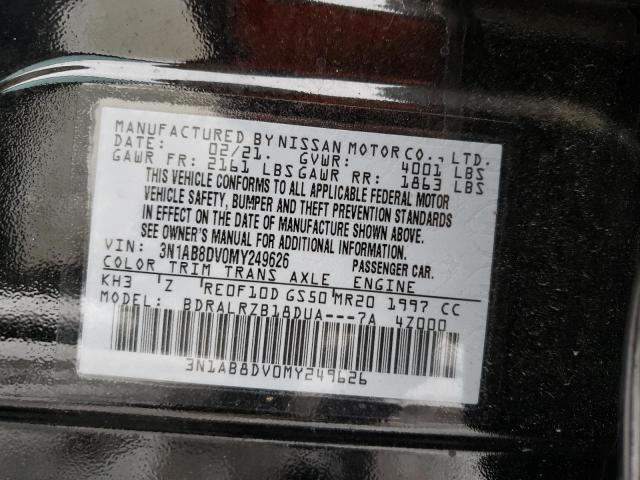 MANUFACTURED BY NISSAN MOTOR CO., LTD.
DATE: 02/21. GVWR: 4001 LBS
GAWR FR: 2161 LBS GAWR RR: 1863 LBS
THIS VEHICLE CONFORMS TO ALL APPLICABLE FEDERAL MOTOR
VEHICLE SAFETY, BUMPER AND THEFT PREVENTION STANDARDS
IN EFFECT ON THE DATE OF MANUFACTURE SHOWN ABOVE.
SEE OWNER'S MANUAL FOR ADDITIONAL INFORMATION
VIN: 3N1AB8DV0MY249626 PASSENGER CAR.
COLOR TRIM TRANS AXLE ENGINE
KH3 Z RE0F10D GS50 MR20 1997 CC
MODEL: BDRALRZB18DUA---7A 4Z000
3N1AB8DV0MY249626